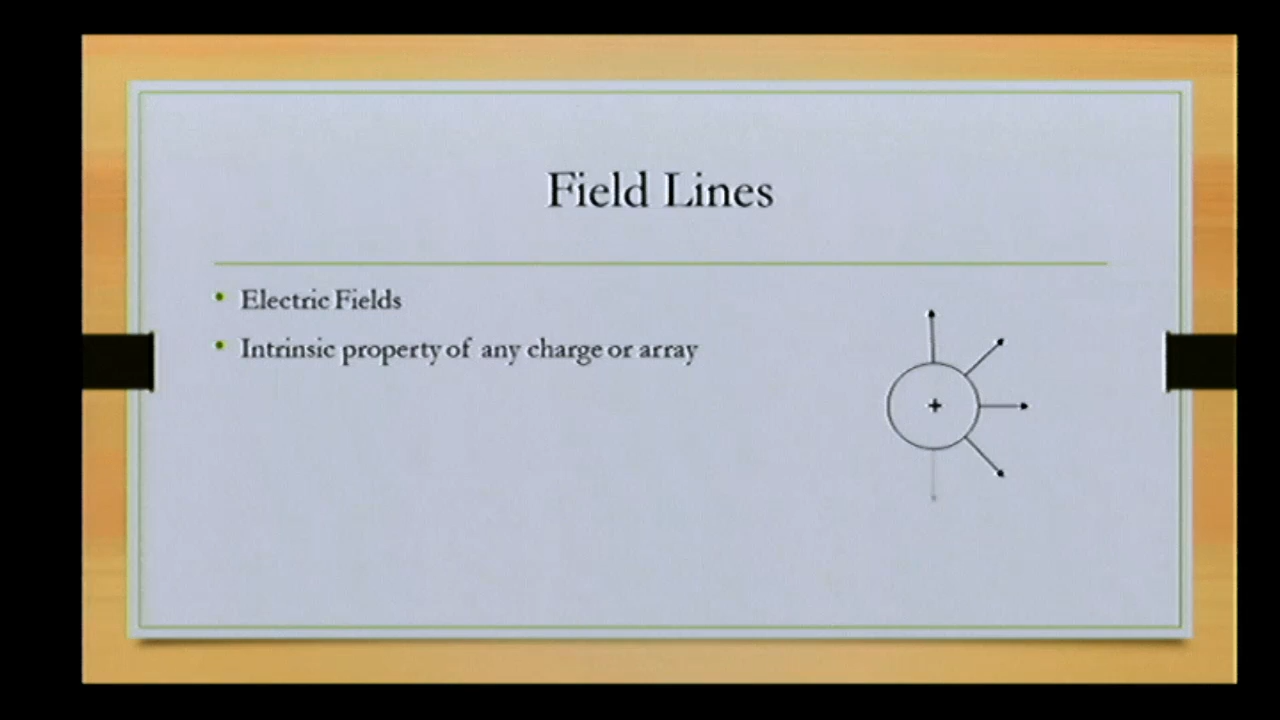 Field Lines
Electric Fields
Intrinsic property of any charge or array
+